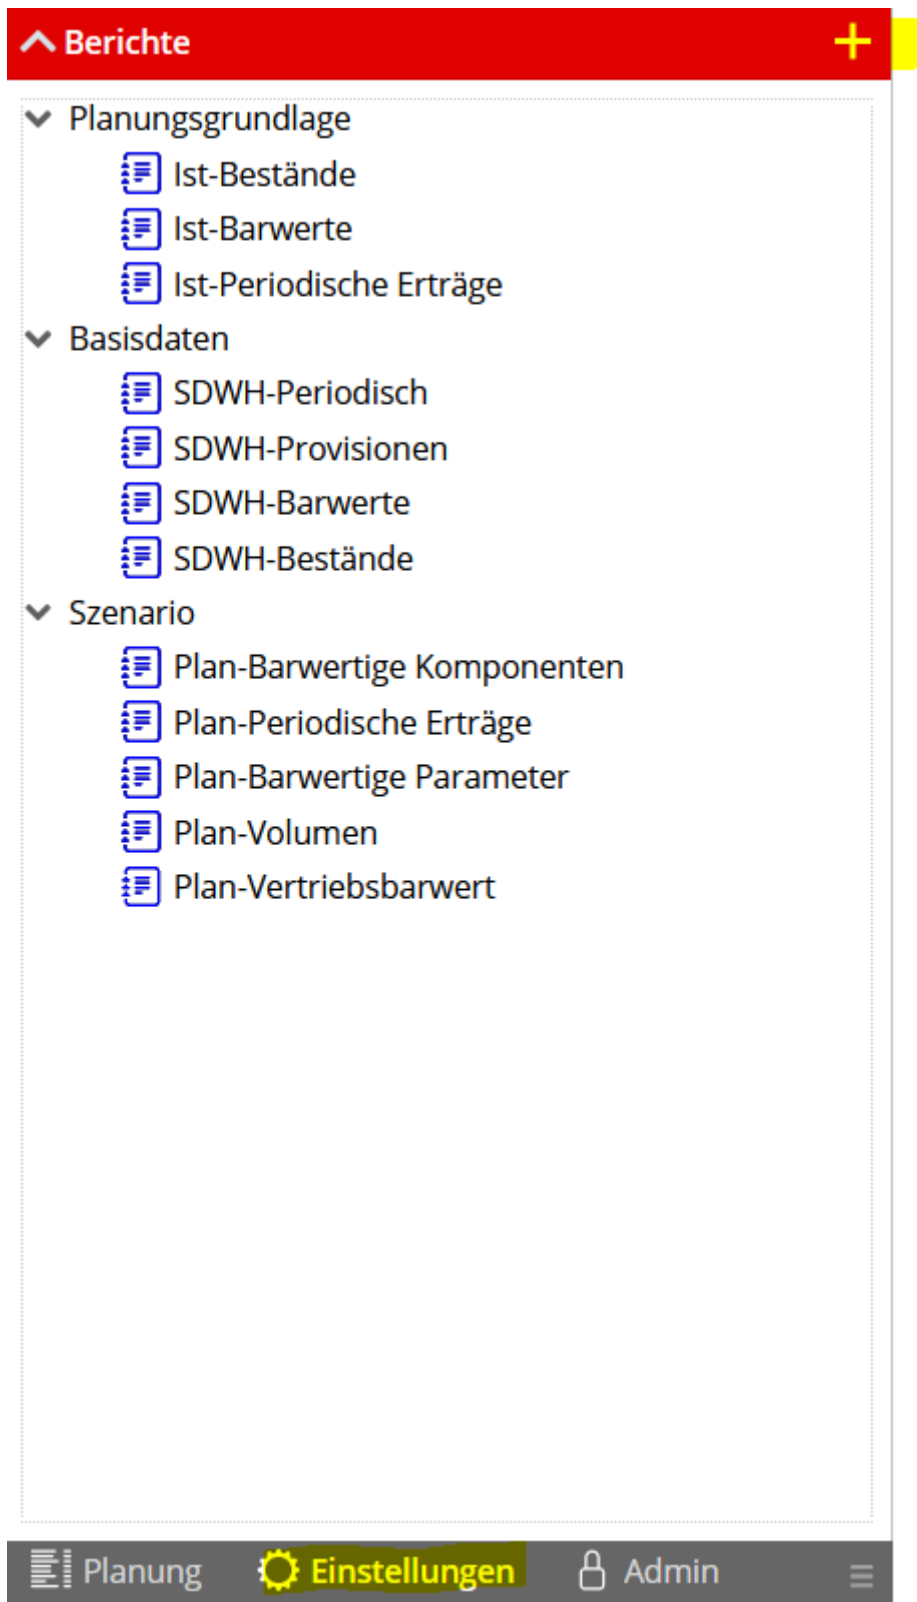 Berichte
Planungsgrundlage
Ist-Bestände
Ist-Barwerte
Ist-Periodische Erträge
Basisdaten
SDWH-Periodisch
SDWH-Provisionen
SDWH-Barwerte
SDWH-Bestände
Szenario
Plan-Barwertige Komponenten
Plan-Periodische Erträge
Plan-Barwertige Parameter
Plan-Volumen
Plan-Vertriebsbarwert
Planung Einstellungen Admin